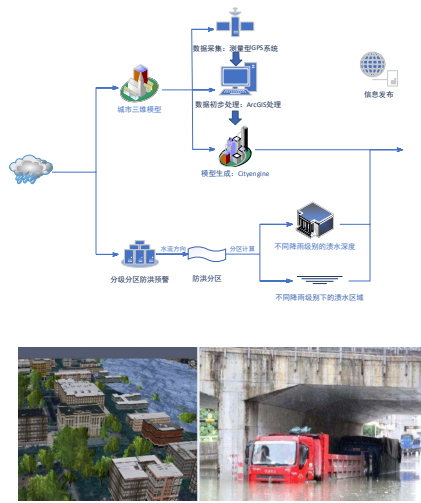 数据采集：测量型GPS系统
信息发布
数据初步处理：ArcGIS处理
城市三维模型
模型生成：Cityengine
水流方向
分区计算
不同降雨级别的渍水深度
分级分区防洪预警
防洪分区
不同降雨级别下的渍水区域